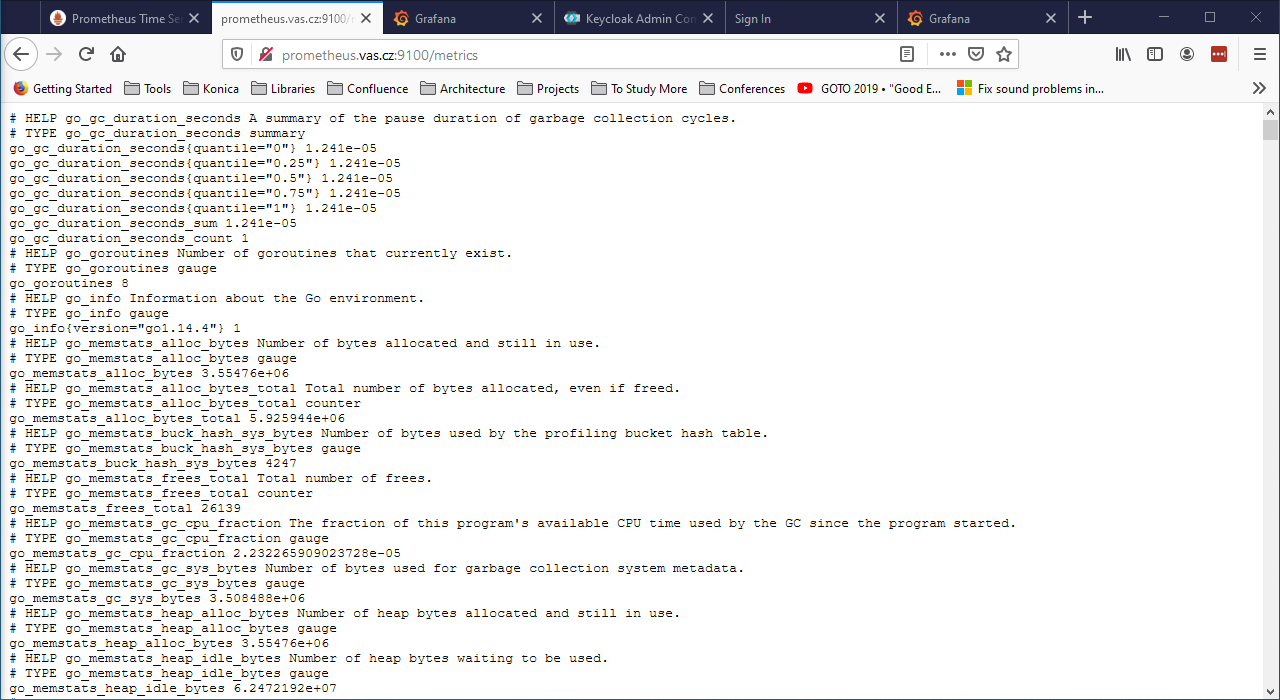 Prometheus Time Se
prometheus.vas.cz:9100/
Grafana
Keycloak Admin Con
Sign In
Grafana
prometheus.vas.cz:9100/metrics
Getting Started Tools Konica Libraries Confluence Architecture Projects To Study More Conferences GOTO 2019 • "Good E... Fix sound problems in...
# HELP go_gc_duration_seconds A summary of the pause duration of garbage collection cycles.
# TYPE go_gc_duration_seconds summary
go_gc_duration_seconds{quantile="0"} 1.241e-05
go_gc_duration_seconds{quantile="0.25"} 1.241e-05
go_gc_duration_seconds{quantile="0.5"} 1.241e-05
go_gc_duration_seconds{quantile="0.75"} 1.241e-05
go_gc_duration_seconds{quantile="1"} 1.241e-05
go_gc_duration_seconds_sum 1.241e-05
go_gc_duration_seconds_count 1
# HELP go_goroutines Number of goroutines that currently exist.
# TYPE go_goroutines gauge
go_goroutines 8
# HELP go_info Information about the Go environment.
# TYPE go_info gauge
go_info{version="go1.14.4"} 1
# HELP go_memstats_alloc_bytes Number of bytes allocated and still in use.
# TYPE go_memstats_alloc_bytes gauge
go_memstats_alloc_bytes 3.55476e+06
# HELP go_memstats_alloc_bytes_total Total number of bytes allocated, even if freed.
# TYPE go_memstats_alloc_bytes_total counter
go_memstats_alloc_bytes_total 5.925944e+06
# HELP go_memstats_buck_hash_sys_bytes Number of bytes used by the profiling bucket hash table.
# TYPE go_memstats_buck_hash_sys_bytes gauge
go_memstats_buck_hash_sys_bytes 4247
# HELP go_memstats_frees_total Total number of frees.
# TYPE go_memstats_frees_total counter
go_memstats_frees_total 26139
# HELP go_memstats_gc_cpu_fraction The fraction of this program's available CPU time used by the GC since the program started.
# TYPE go_memstats_gc_cpu_fraction gauge
go_memstats_gc_cpu_fraction 2.232265909023728e-05
# HELP go_memstats_gc_sys_bytes Number of bytes used for garbage collection system metadata.
# TYPE go_memstats_gc_sys_bytes gauge
go_memstats_gc_sys_bytes 3.508488e+06
# HELP go_memstats_heap_alloc_bytes Number of heap bytes allocated and still in use.
# TYPE go_memstats_heap_alloc_bytes gauge
go_memstats_heap_alloc_bytes 3.55476e+06
# HELP go_memstats_heap_idle_bytes Number of heap bytes waiting to be used.
# TYPE go_memstats_heap_idle_bytes gauge
go_memstats_heap_idle_bytes 6.2472192e+07